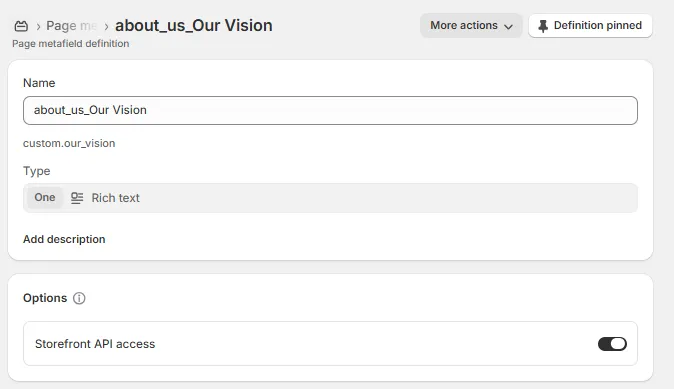 Page me
about_us_Our Vision
More actions
Definition pinned
Page metafield definition
Name
about_us_Our Vision
custom.our_vision
Type
One
Rich text
Add description
Options
Storefront API access